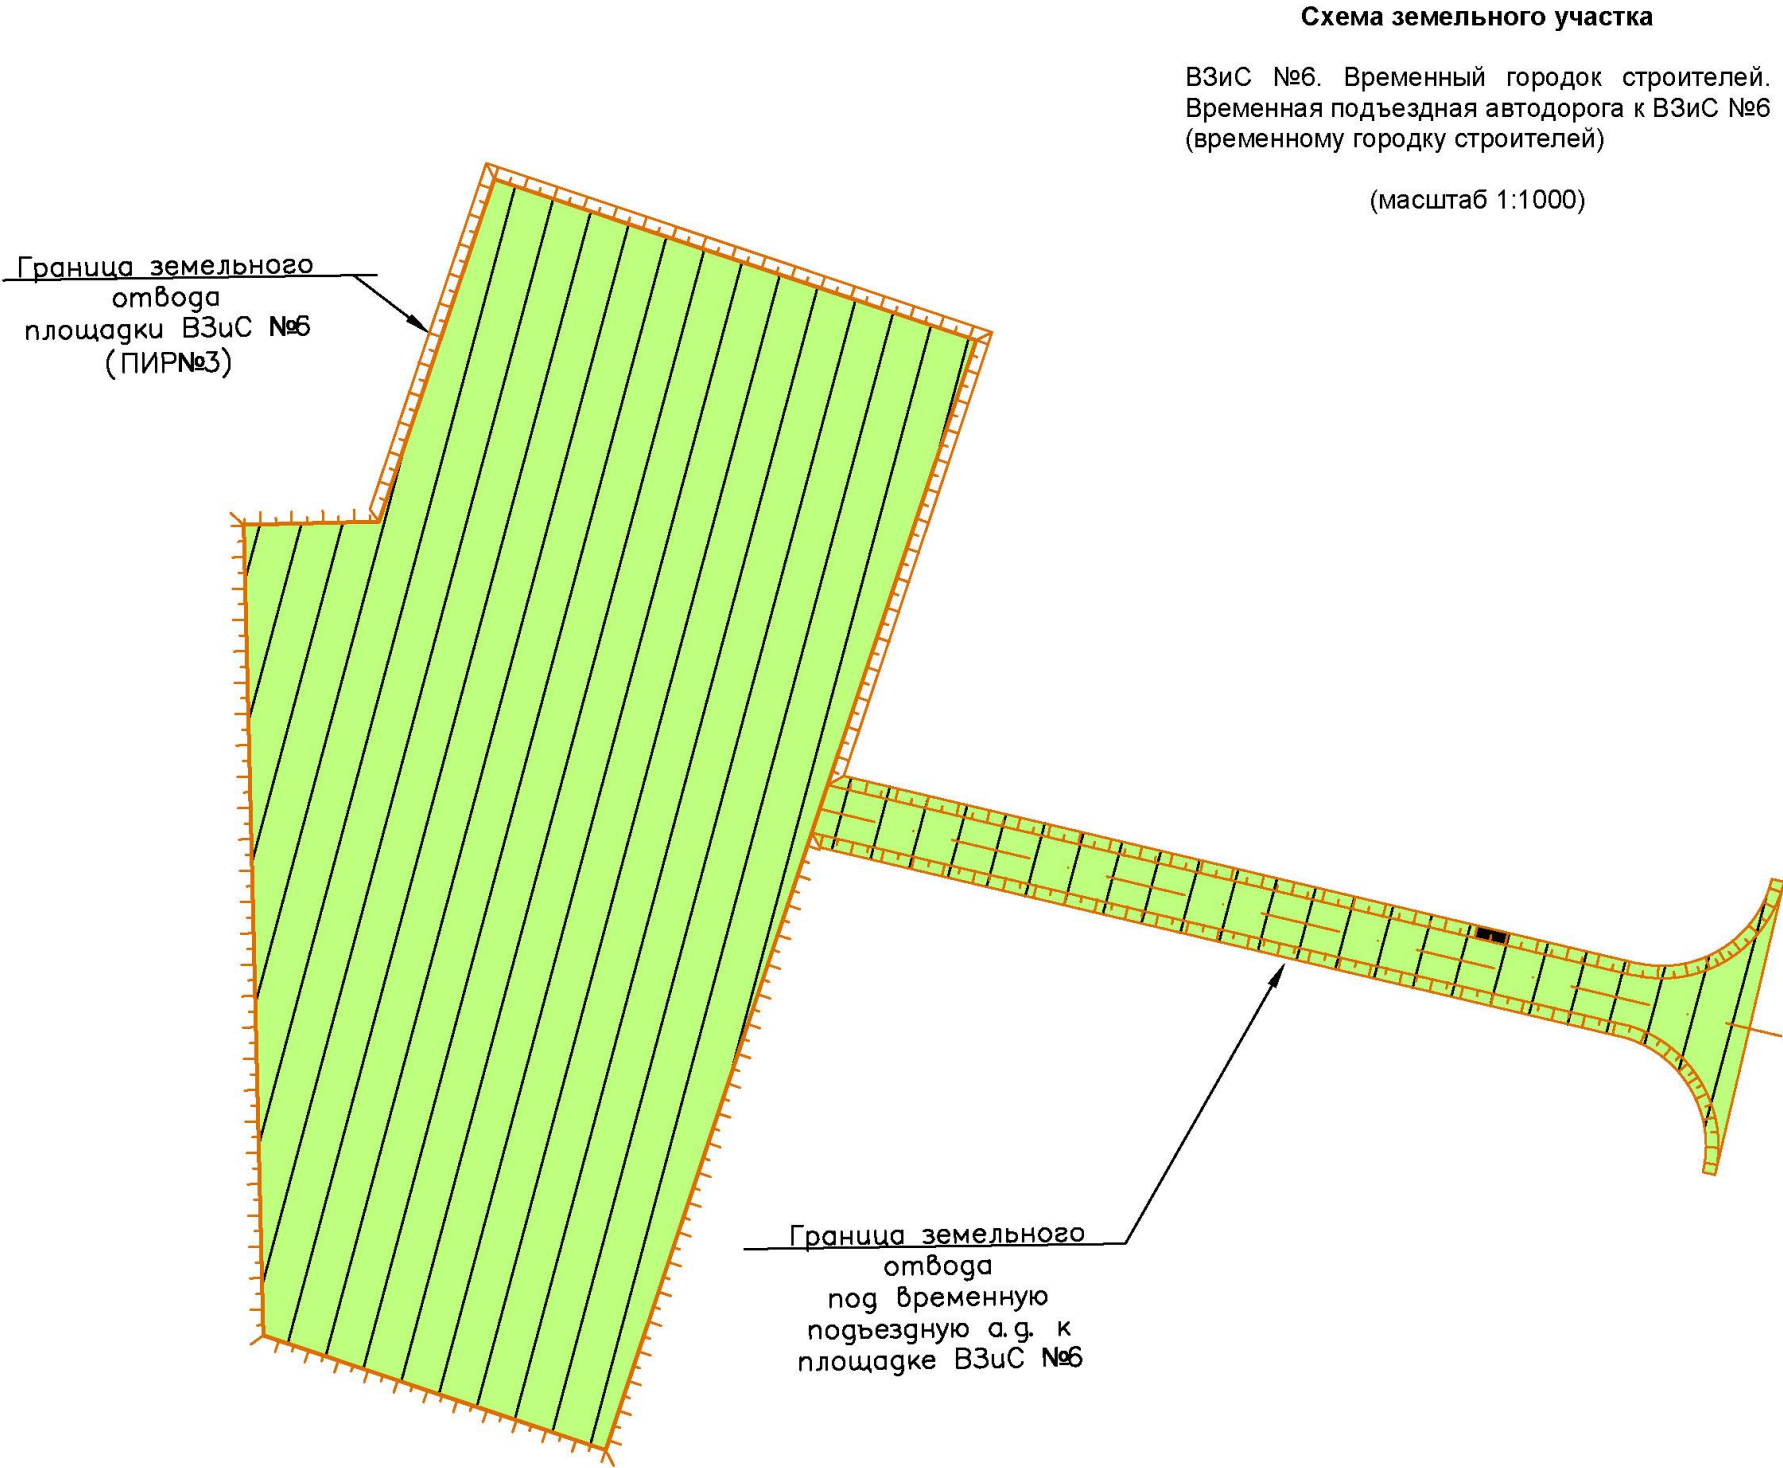 Схема земельного участка
ВЗиС №6. Временный городок строителей.
Временная подъездная автодорога к ВЗиС №6
(временному городку строителей)
(масштаб 1:1000)
Граница земельного
отвода
площадки ВЗиС №6
(ПИР№3)
Граница земельного
отвода
под временную
подъездную а.д. к
площадке ВЗиС №6